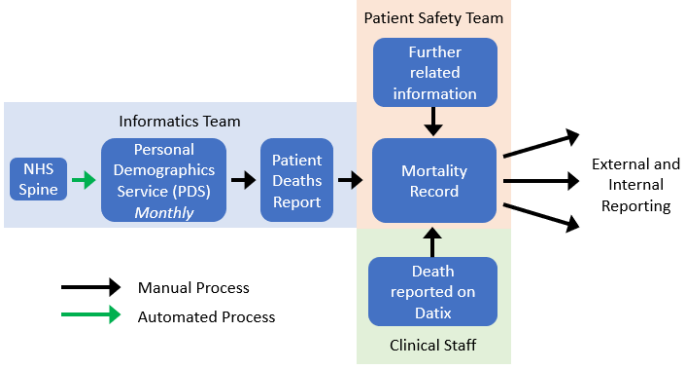 Patient Safety Team
Further
related
information
Informatics Team
NHS
Spine
Personal
Demographics
Service (PDS)
Monthly
Patient
Deaths
Report
Mortality
Record
External and
Internal
Reporting
Death
reported on
Datix
Clinical Staff
Manual Process
Automated Process